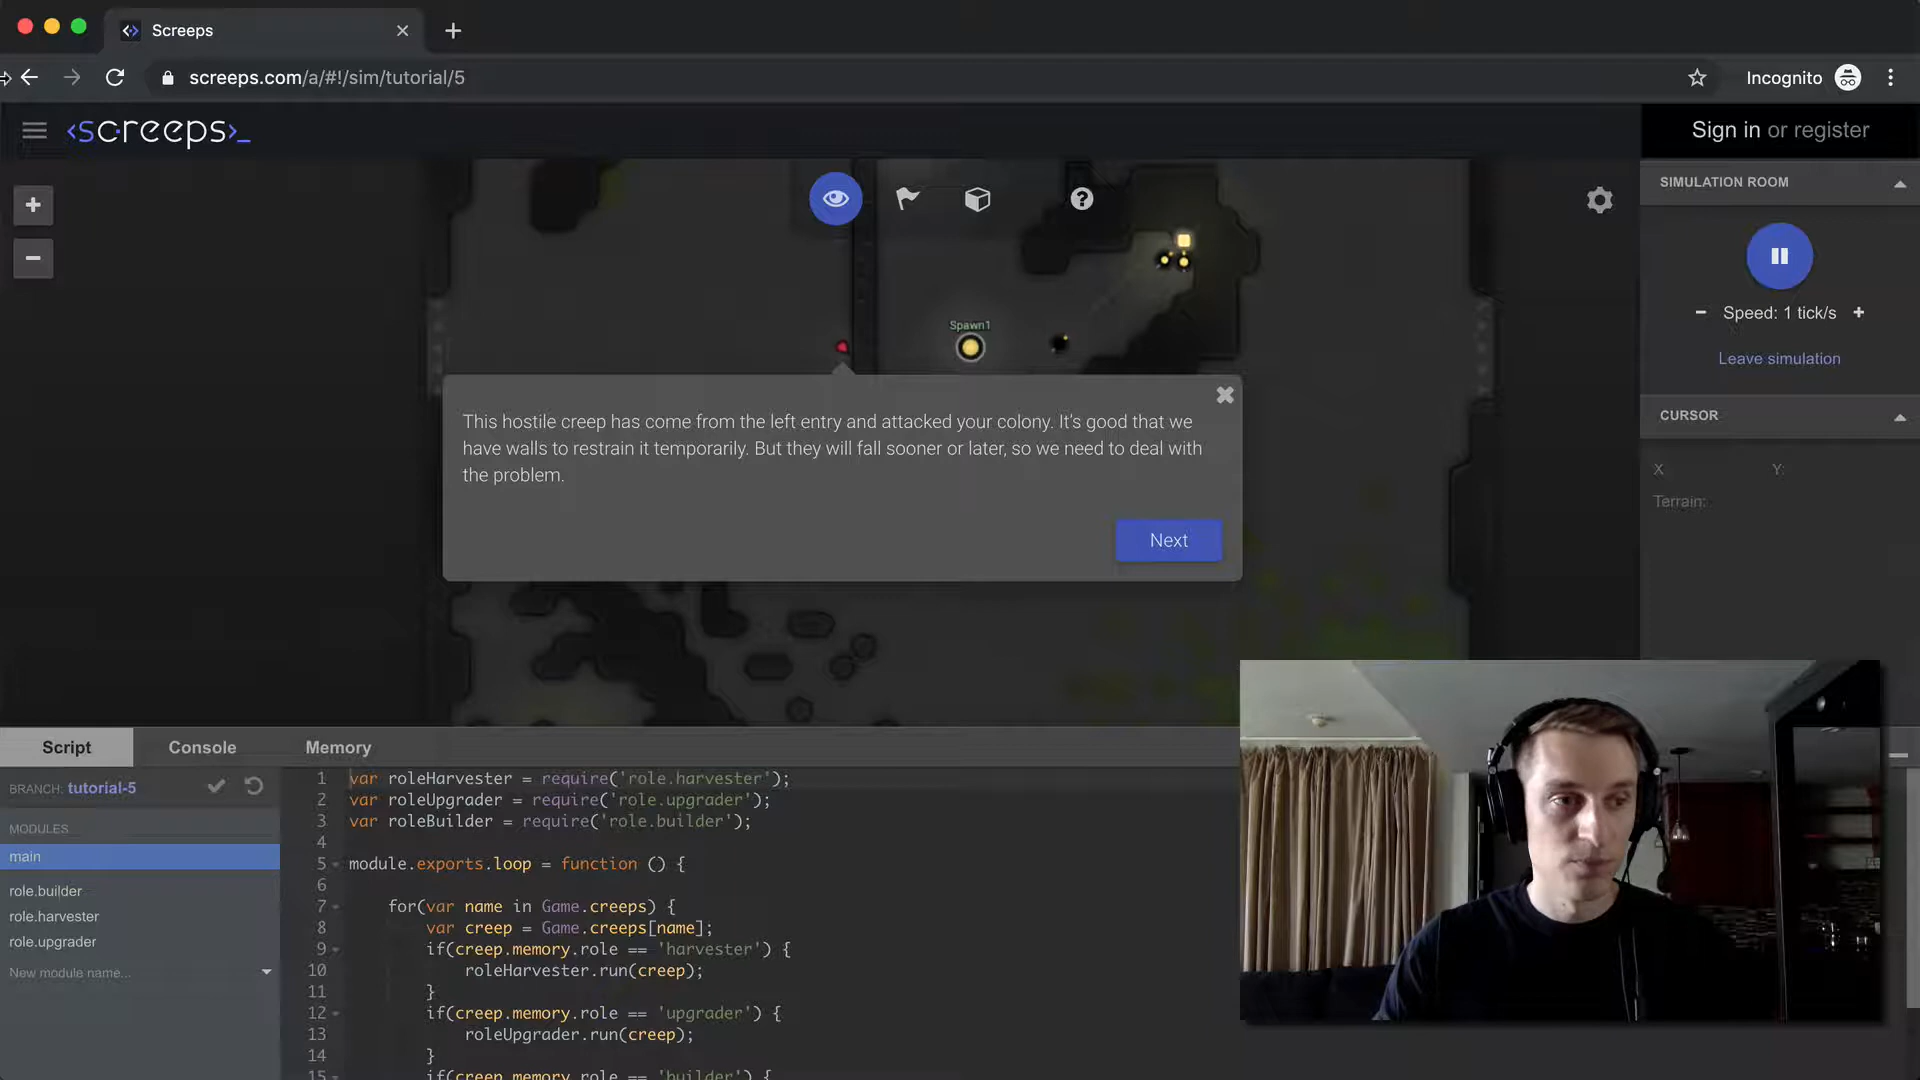 Screeps
screeps.com/a/#!/sim/tutorial/5
Incognito
<screeps>_
Sign in or register
SIMULATION ROOM
Speed: 1 tick/s
Leave simulation
CURSOR
X
Y:
Terrain:
Spawn1
This hostile creep has come from the left entry and attacked your colony. It's good that we
have walls to restrain it temporarily. But they will fall sooner or later, so we need to deal with
the problem.
Next
Script
Console
Memory
BRANCH: tutorial-5
MODULES
main
role.builder
role.harvester
role.upgrader
New module name...
1 var roleHarvester = require('role.harvester');
2 var roleUpgrader = require('role.upgrader');
3 var roleBuilder = require('role.builder');
4
5 module.exports.loop = function () {
6
7 for(var name in Game.creeps) {
8 var creep = Game.creeps[name];
9 if(creep.memory.role == 'harvester') {
10 roleHarvester.run(creep);
11 }
12 if(creep.memory.role == 'upgrader') {
13 roleUpgrader.run(creep);
14 }
15 if(creep.memory.role == 'builder') {